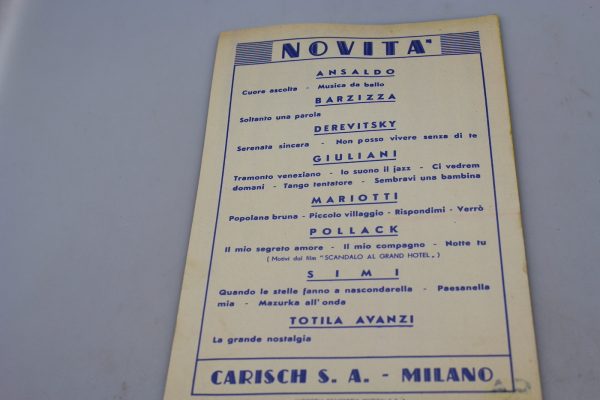 NOVITA'
ANSALDO
Cuore ascolta - Musica da ballo
BARZIZZA
Soltanto una parola
DEREVITSKY
Serenata sincera - Non posso vivere senza di te
GIULIANI
Tramonto veneziano - Io suono il jazz - Ci vedrem
domani - Tango tentatore - Sembravi una bambina
MARIOTTI
Popolana bruna - Piccolo villaggio - Rispondimi - Verrò
POLLACK
Il mio segreto amore - Il mio compagno - Notte tu
( Motivi dal film "SCANDALO AL GRAND HOTEL„ )
SIMI
Quando le stelle fanno a nascondarella - Paesanella
mia - Mazurka all'onda
TOTILA AVANZI
La grande nostalgia
CARISCH S. A. - MILANO